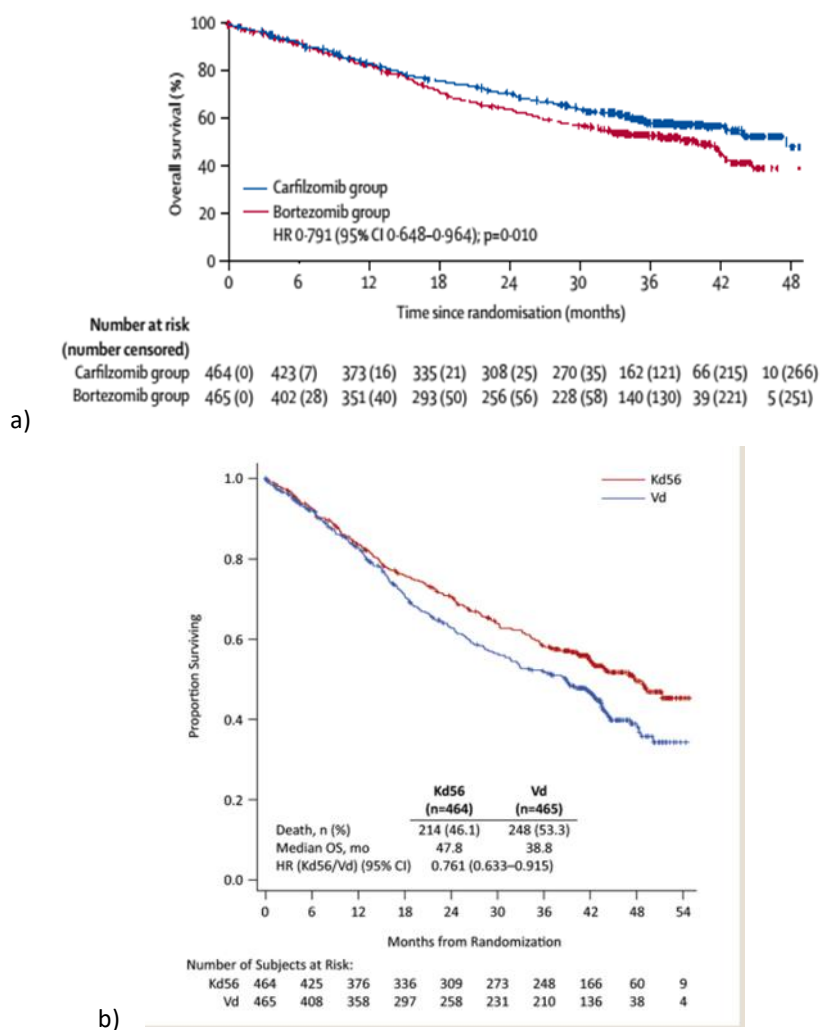 100
80
60
40
20
0
Overall survival (%)
Carfilzomib group
Bortezomib group
HR 0·791 (95% CI 0·648–0·964); p=0·010
0 6 12 18 24 30 36 42 48
Time since randomisation (months)
Number at risk
(number censored)
Carfilzomib group 464 (0) 423 (7) 373 (16) 335 (21) 308 (25) 270 (35) 162 (121) 66 (215) 10 (266)
Bortezomib group 465 (0) 402 (28) 351 (40) 293 (50) 256 (56) 228 (58) 140 (130) 39 (221) 5 (251)
a)
1.0
0.8
0.6
0.4
0.2
0.0
Proportion Surviving
Kd56
Vd
Kd56 Vd
(n=464) (n=465)
Death, n (%) 214 (46.1) 248 (53.3)
Median OS, mo 47.8 38.8
HR (Kd56/Vd) (95% CI) 0.761 (0.633–0.915)
0 6 12 18 24 30 36 42 48 54
Months from Randomization
Number of Subjects at Risk:
Kd56 464 425 376 336 309 273 248 166 60 9
Vd 465 408 358 297 258 231 210 136 38 4
b)